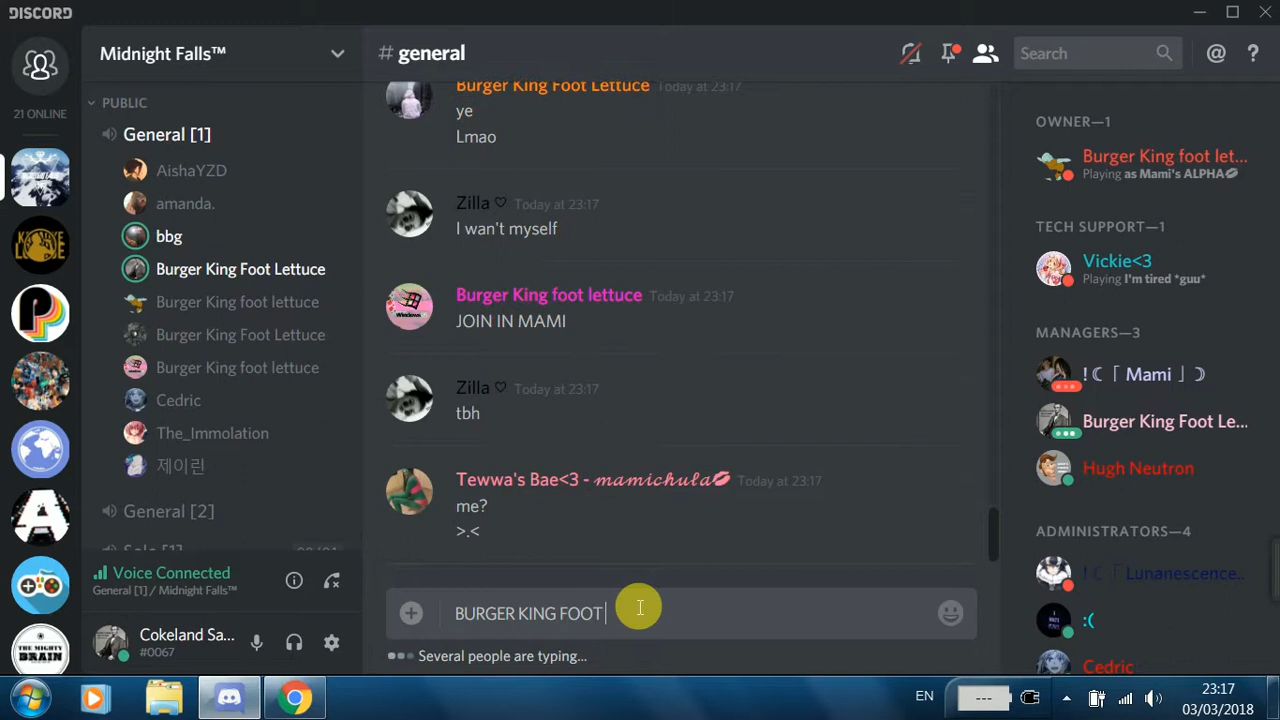 DISCORD
21 ONLINE
Midnight Falls™
PUBLIC
General [1]
AishaYZD
amanda.
bbg
Burger King Foot Lettuce
Burger King foot lettuce
Burger King Foot Lettuce
Burger King foot lettuce
Cedric
The_Immolation
제이린
General [2]
Voice Connected
General [1] / Midnight Falls™
Cokeland Sa...
#0067
# general
Search
@ ?
Burger King Foot Lettuce Today at 23:17
ye
Lmao
Zilla ♡ Today at 23:17
I wan't myself
Burger King foot lettuce Today at 23:17
JOIN IN MAMI
Zilla ♡ Today at 23:17
tbh
Tewwa's Bae<3 - 𝓶𝓪𝓶𝓲𝓬𝓱𝓾𝓵𝓪💋 Today at 23:17
me?
>.<
BURGER KING FOOT
Several people are typing...
OWNER—1
Burger King foot let...
Playing as Mami's ALPHA💋
TECH SUPPORT—1
Vickie<3
Playing I'm tired *guu*
MANAGERS—3
!☾「 Mami 」☽
Burger King Foot Le...
Hugh Neutron
ADMINISTRATORS—4
!☾「Lunanescence..
:(
Cedric
EN
---
23:17
03/03/2018